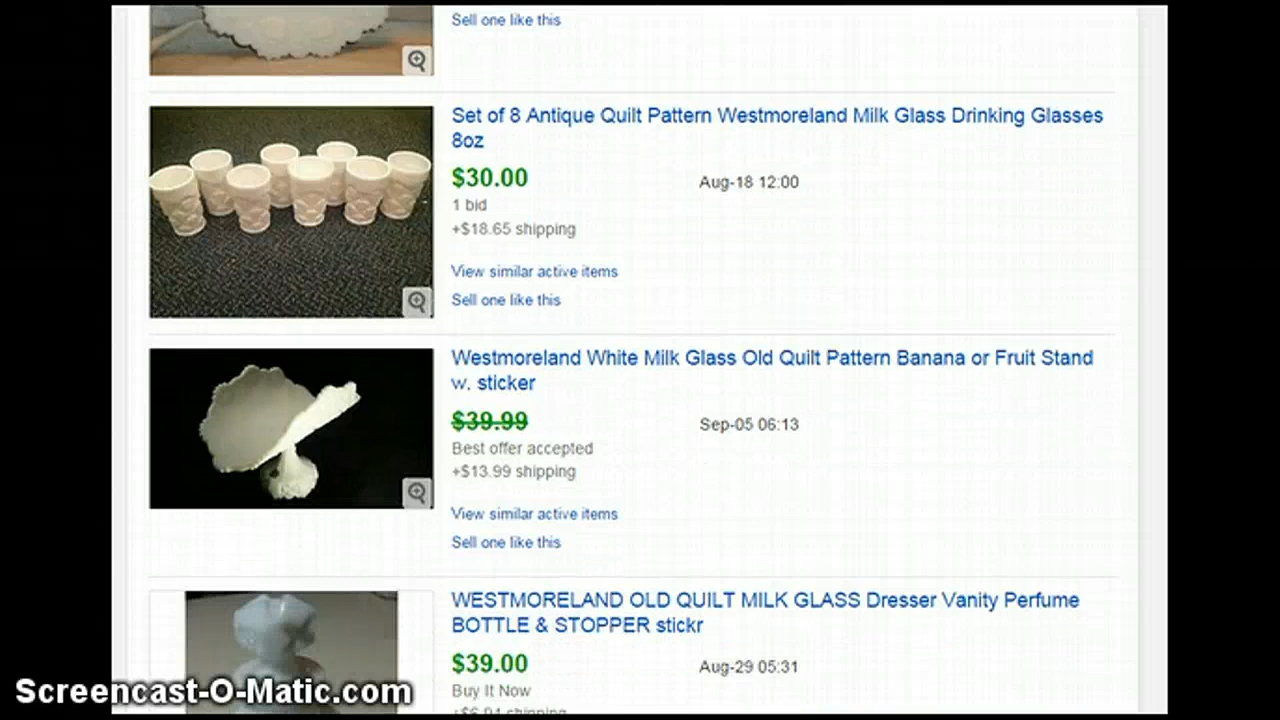 Sell one like this
Set of 8 Antique Quilt Pattern Westmoreland Milk Glass Drinking Glasses
8oz
$30.00
Aug-18 12:00
1 bid
+$18.65 shipping
View similar active items
Sell one like this
Westmoreland White Milk Glass Old Quilt Pattern Banana or Fruit Stand
w. sticker
$39.99
Sep-05 06:13
Best offer accepted
+$13.99 shipping
View similar active items
Sell one like this
WESTMORELAND OLD QUILT MILK GLASS Dresser Vanity Perfume
BOTTLE & STOPPER stickr
$39.00
Aug-29 05:31
Buy It Now
+$6.94 shipping
Screencast-O-Matic.com